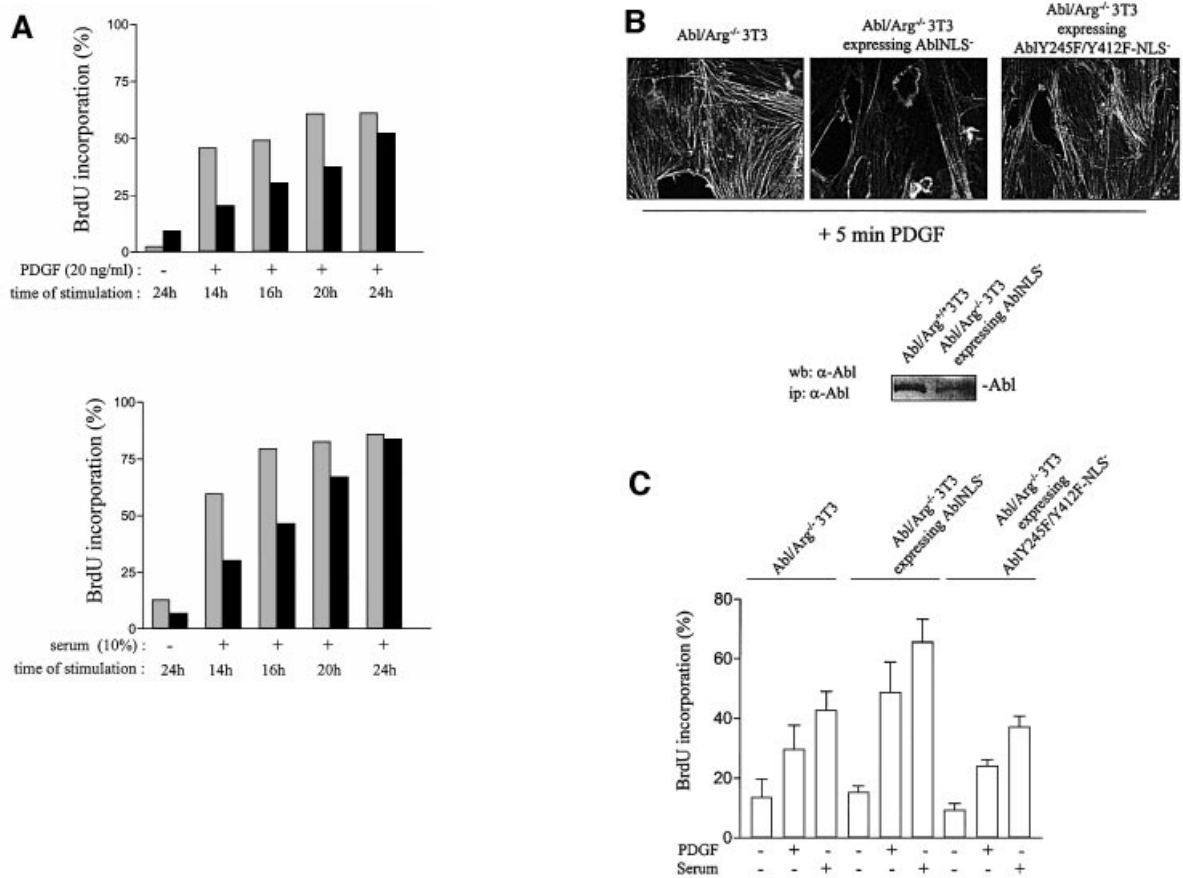 A
BrdU incorporation (%)
100
75
50
25
0
PDGF (20 ng/ml) : - + + + +
time of stimulation : 24h 14h 16h 20h 24h
BrdU incorporation (%)
100
75
50
25
0
serum (10%) : - + + + +
time of stimulation : 24h 14h 16h 20h 24h
B
Abl/Arg-/- 3T3
Abl/Arg-/- 3T3
expressing AblNLS-
Abl/Arg-/- 3T3
expressing
AblY245F/Y412F-NLS-
+ 5 min PDGF
Abl/Arg+/+3T3
Abl/Arg-/- 3T3
expressing AblNLS-
wb: α-Abl
ip: α-Abl
-Abl
C
Abl/Arg-/- 3T3
Abl/Arg-/- 3T3
expressing AblNLS-
Abl/Arg-/- 3T3
expressing
AblY245F/Y412F-NLS-
BrdU incorporation (%)
80
60
40
20
0
PDGF - + - - + - - + -
Serum - - + - - + - - +